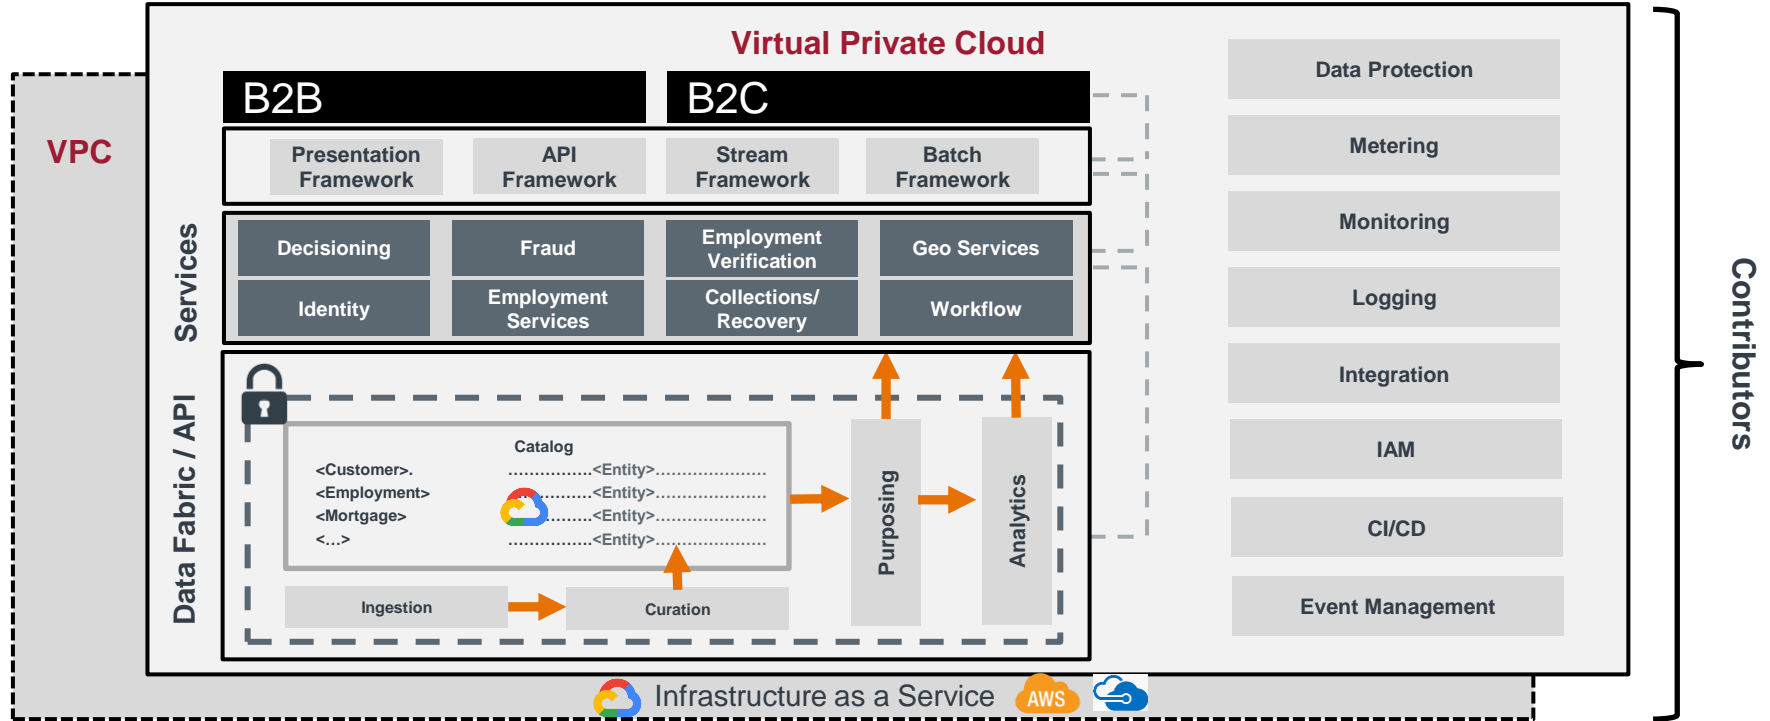 Virtual Private Cloud
VPC
B2B
B2C
Presentation
Framework
API
Framework
Stream
Framework
Batch
Framework
Services
Decisioning
Fraud
Employment
Verification
Geo Services
Identity
Employment
Services
Collections/
Recovery
Workflow
Data Fabric / API
Catalog
<Customer>.
................<Entity>.....................
<Employment>
................<Entity>.....................
<Mortgage>
................<Entity>.....................
<...>
................<Entity>.....................
Ingestion
Curation
Purposing
Analytics
Data Protection
Metering
Monitoring
Logging
Integration
IAM
CI/CD
Event Management
Contributors
Infrastructure as a Service
AWS